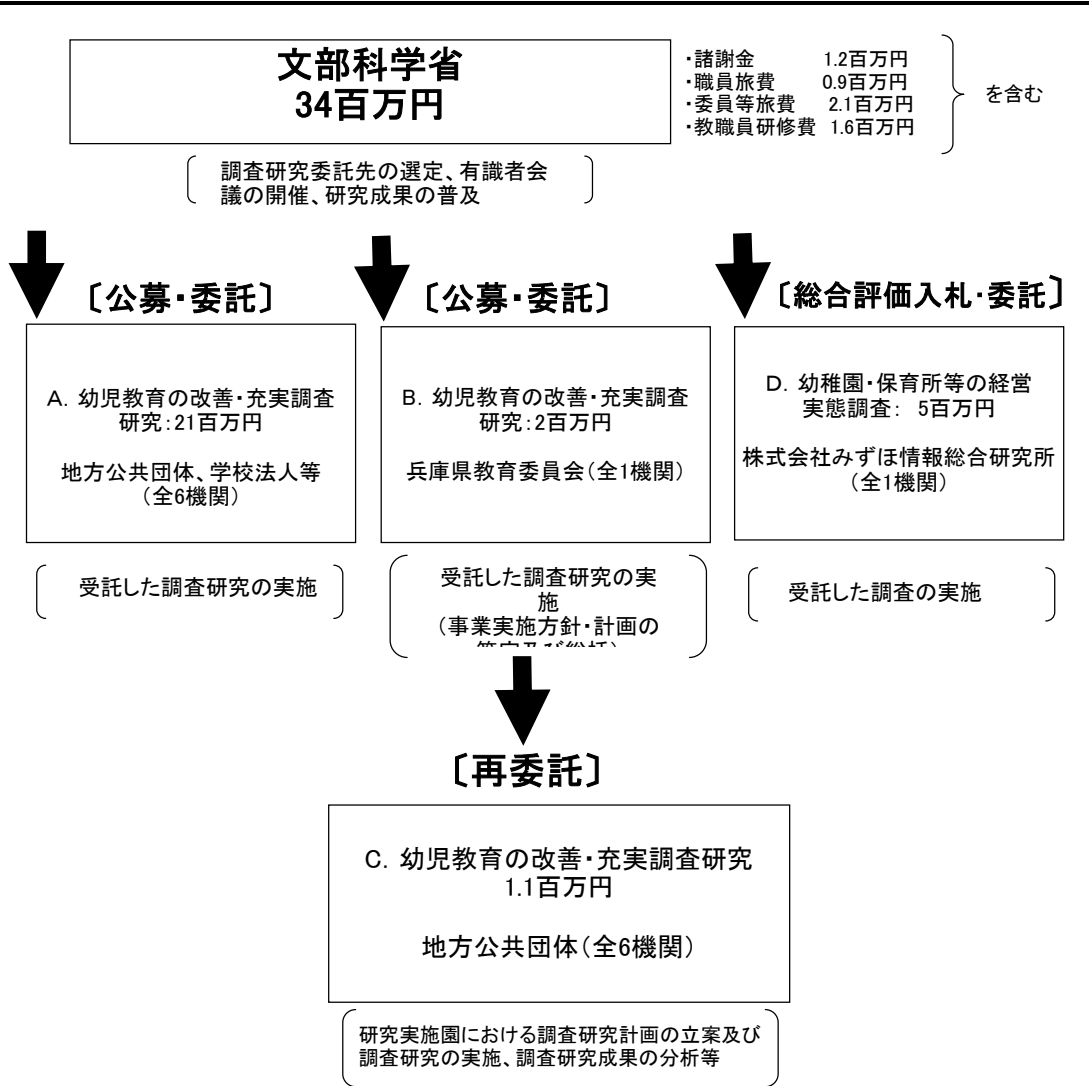 文部科学省
34百万円
・諸謝金 1.2百万円
・職員旅費 0.9百万円
・委員等旅費 2.1百万円
・教職員研修費 1.6百万円
を含む
調査研究委託先の選定、有識者会
議の開催、研究成果の普及
〔公募・委託〕
A. 幼児教育の改善・充実調査
研究：21百万円
地方公共団体、学校法人等
（全6機関）
受託した調査研究の実施
〔公募・委託〕
B. 幼児教育の改善・充実調査
研究：2百万円
兵庫県教育委員会（全1機関）
受託した調査研究の実
施
（事業実施方針・計画の
〔総合評価入札・委託〕
D. 幼稚園・保育所等の経営
実態調査： 5百万円
株式会社みずほ情報総合研究所
（全1機関）
受託した調査の実施
〔再委託〕
C. 幼児教育の改善・充実調査研究
1.1百万円
地方公共団体（全6機関）
研究実施園における調査研究計画の立案及び
調査研究の実施、調査研究成果の分析等